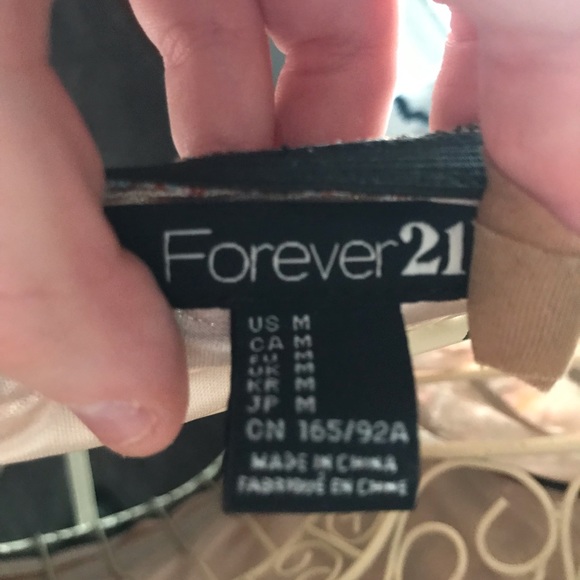 Forever21
US M
CA M
EU M
UK M
KR M
JP M
CN 165/92A
MADE IN CHINA
FABRIQUÉ EN CHINE